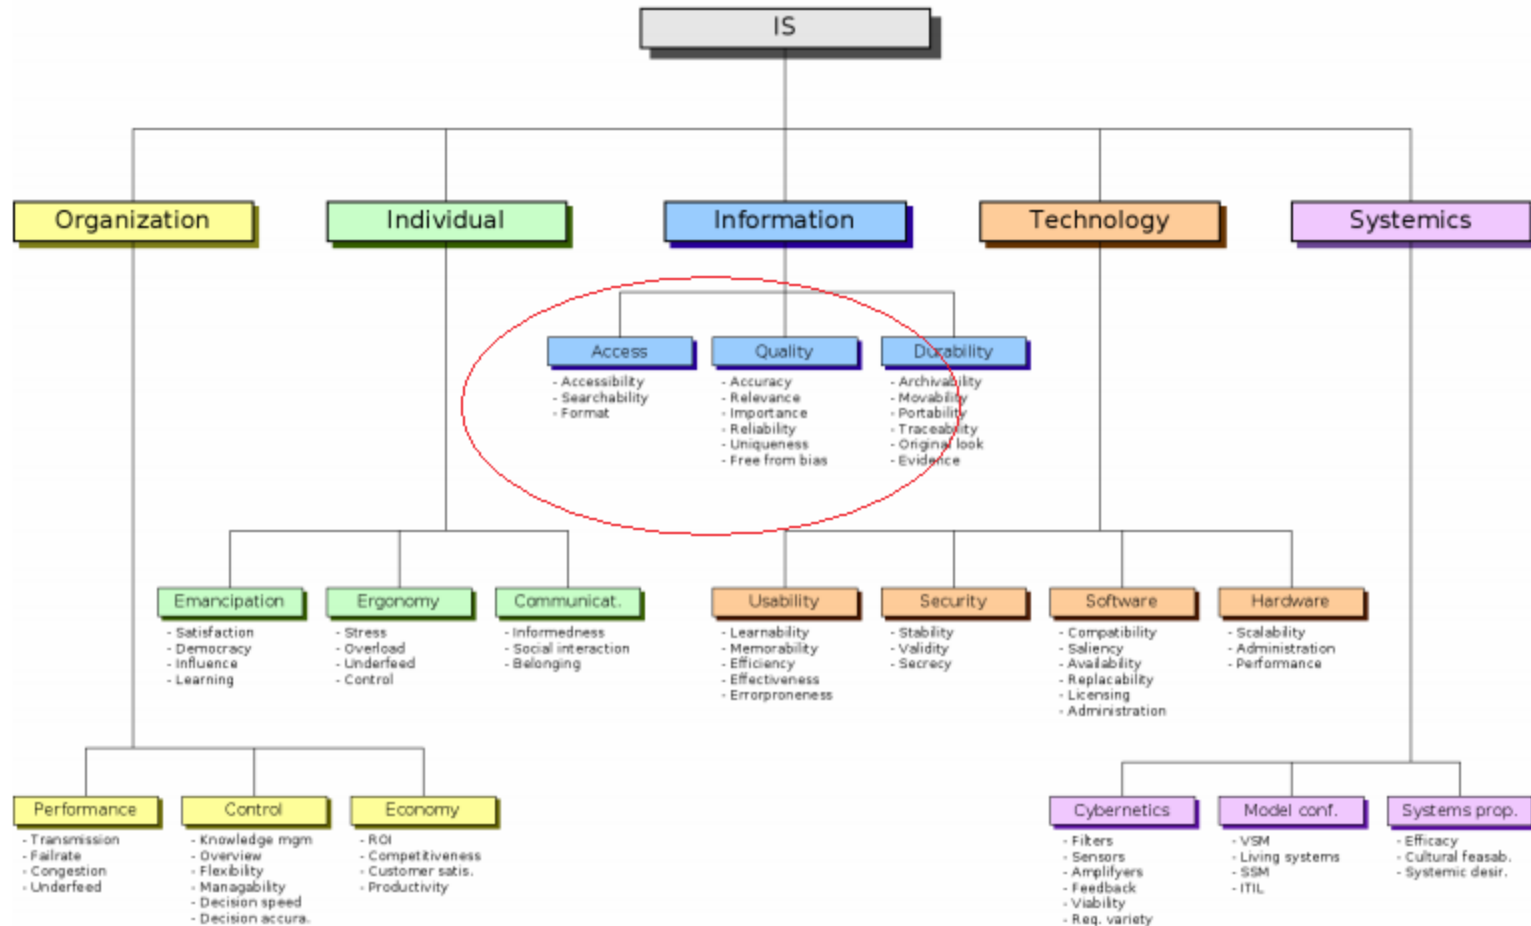 IS
Organization
Individual
Information
Technology
Systemics
Access
- Accessibility
- Searchability
- Format
Quality
- Accuracy
- Relevance
- Importance
- Reliability
- Uniqueness
- Free from bias
Durability
- Archivability
- Movability
- Portability
- Traceability
- Original look
- Evidence
Emancipation
- Satisfaction
- Democracy
- Influence
- Learning
Ergonomy
- Stress
- Overload
- Underfeed
- Control
Communicat.
- Informedness
- Social interaction
- Belonging
Usability
- Learnability
- Memorability
- Efficiency
- Effectiveness
- Errorproneness
Security
- Stability
- Validity
- Secrecy
Software
- Compatibility
- Saliency
- Availability
- Replacability
- Licensing
- Administration
Hardware
- Scalability
- Administration
- Performance
Performance
- Transmission
- Failrate
- Congestion
- Underfeed
Control
- Knowledge mgm
- Overview
- Flexibility
- Managability
- Decision speed
- Decision accura.
Economy
- ROI
- Competitiveness
- Customer satis.
- Productivity
Cybernetics
- Filters
- Sensors
- Amplifyers
- Feedback
- Viability
- Req. variety
Model conf.
- VSM
- Living systems
- SSM
- ITIL
Systems prop.
- Efficacy
- Cultural feasab.
- Systemic desir.